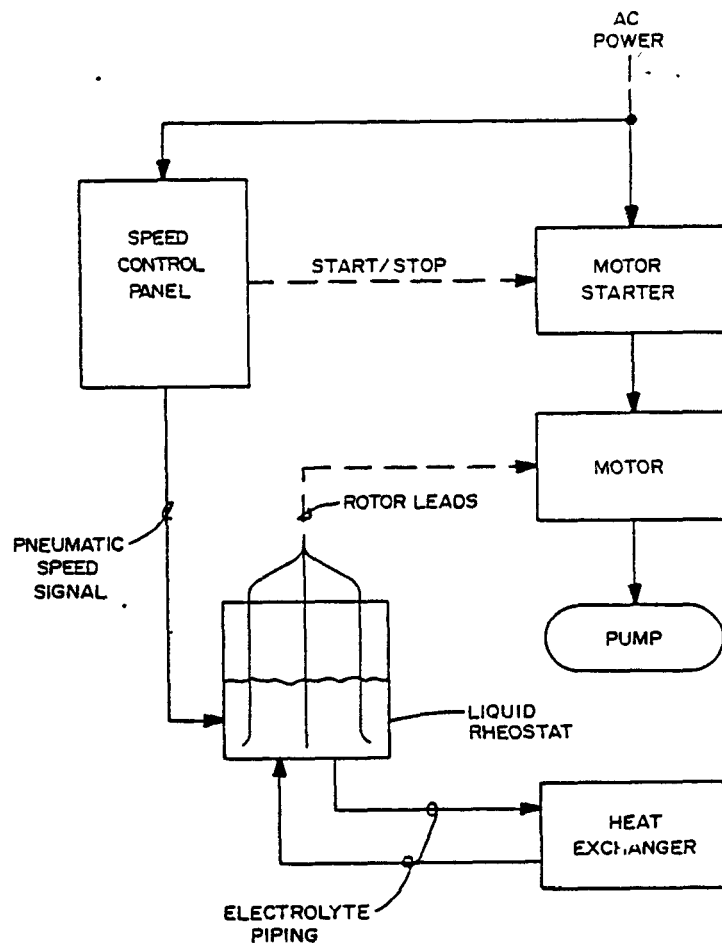 AC
POWER
SPEED
CONTROL
PANEL
START/STOP
MOTOR
STARTER
MOTOR
ROTOR LEADS
PNEUMATIC
SPEED
SIGNAL
PUMP
LIQUID
RHEOSTAT
HEAT
EXCHANGER
ELECTROLYTE
PIPING